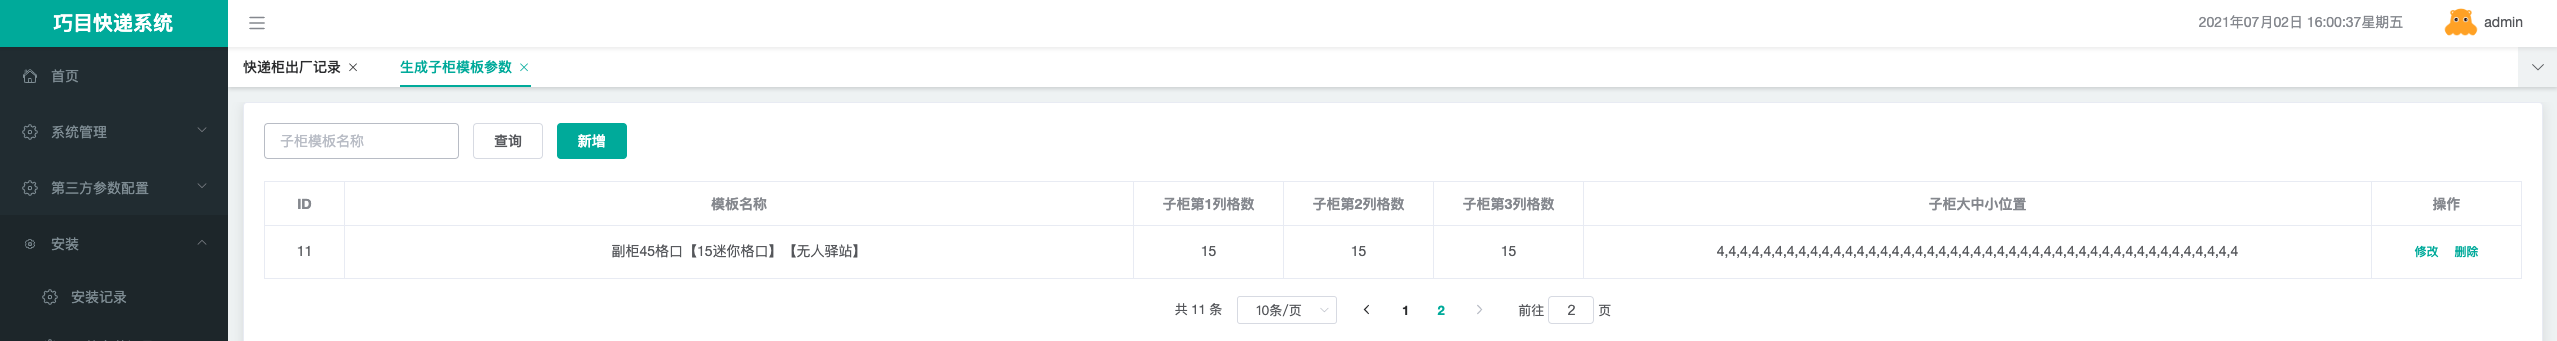 巧目快递系统
2021年07月02日 16:00:37星期五
admin
首页
系统管理
第三方参数配置
安装
安装记录
快递柜出厂记录
生成子柜模板参数
子柜模板名称
查询
新增
ID 模板名称 子柜第1列格数 子柜第2列格数 子柜第3列格数 子柜大中小位置 操作
11 副柜45格口【15迷你格口】【无人驿站】 15 15 15 4,4,4,4,4,4,4,4,4,4,4,4,4,4,4,4,4,4,4,4,4,4,4,4,4,4,4,4,4,4,4,4,4,4,4,4,4,4,4,4,4,4,4,4,4 修改 删除
共 11 条 10条/页 1 2 前往 2 页